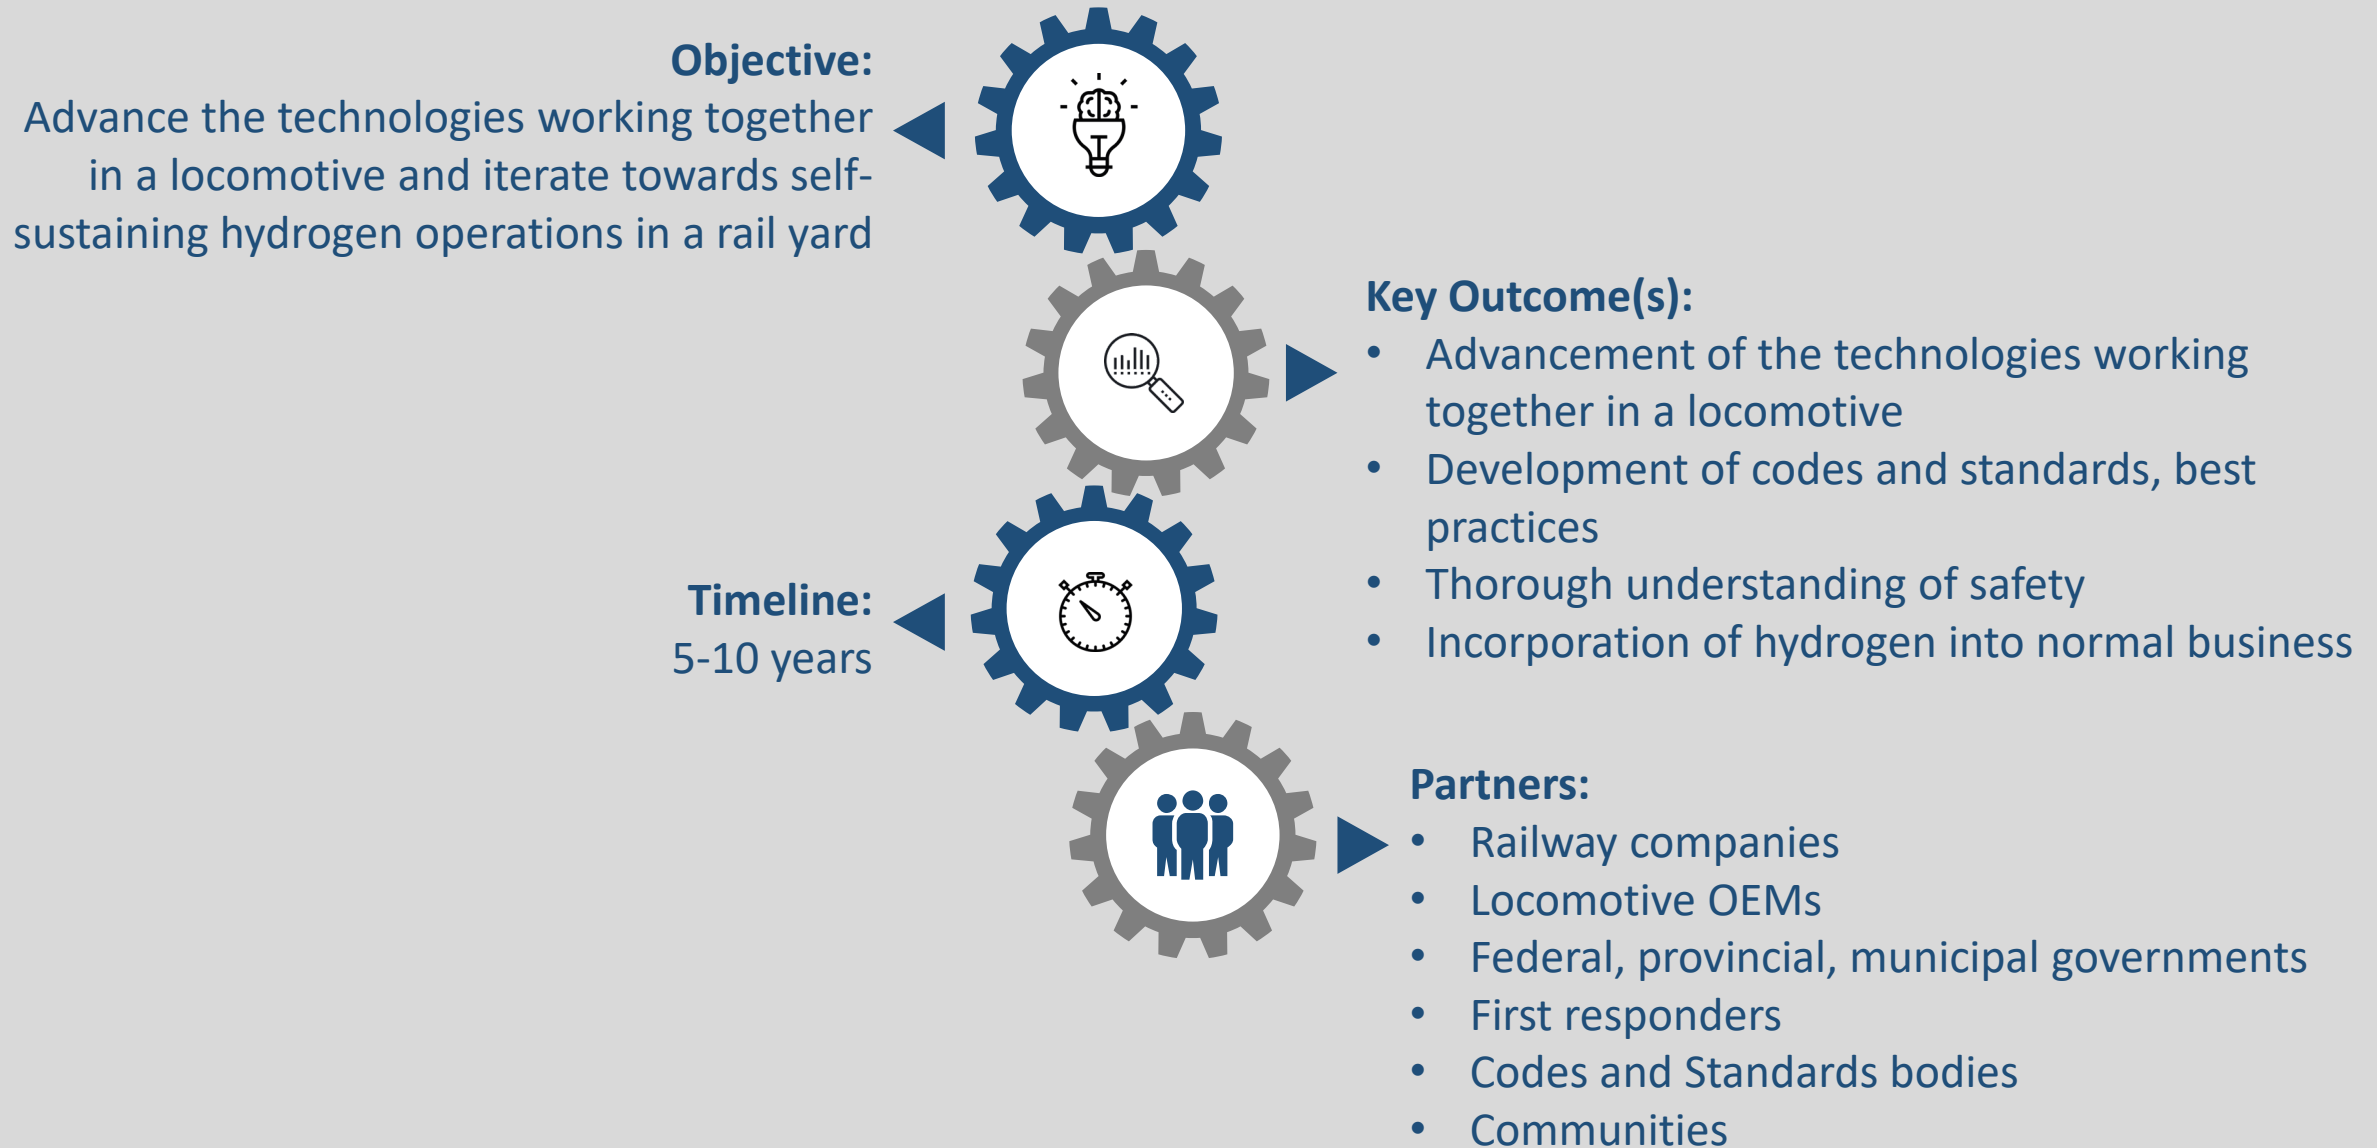 Objective:
Advance the technologies working together
in a locomotive and iterate towards self-
sustaining hydrogen operations in a rail yard
Key Outcome(s):
• Advancement of the technologies working
together in a locomotive
• Development of codes and standards, best
practices
• Thorough understanding of safety
• Incorporation of hydrogen into normal business
Timeline:
5-10 years
Partners:
• Railway companies
• Locomotive OEMs
• Federal, provincial, municipal governments
• First responders
• Codes and Standards bodies
• Communities